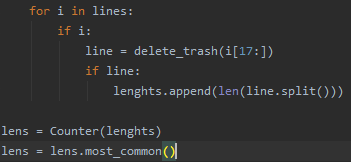 for i in lines:
if i:
line = delete_trash(i[17:])
if line:
lenghts.append(len(line.split()))
lens = Counter(lenghts)
lens = lens.most_common()